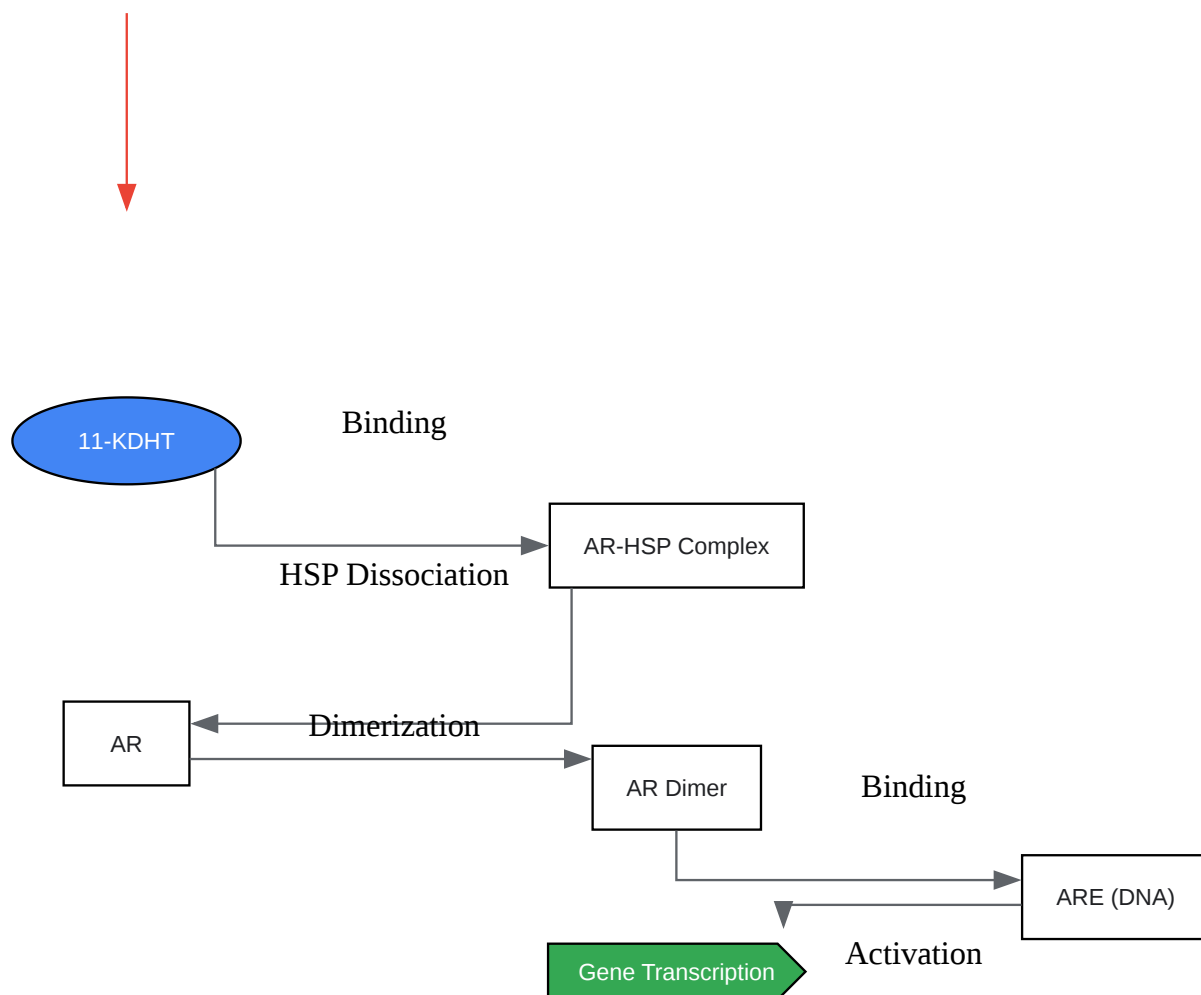 Binding
11-KDHT
AR-HSP Complex
HSP Dissociation
Dimerization
AR
AR Dimer
Binding
ARE (DNA)
Activation
Gene Transcription